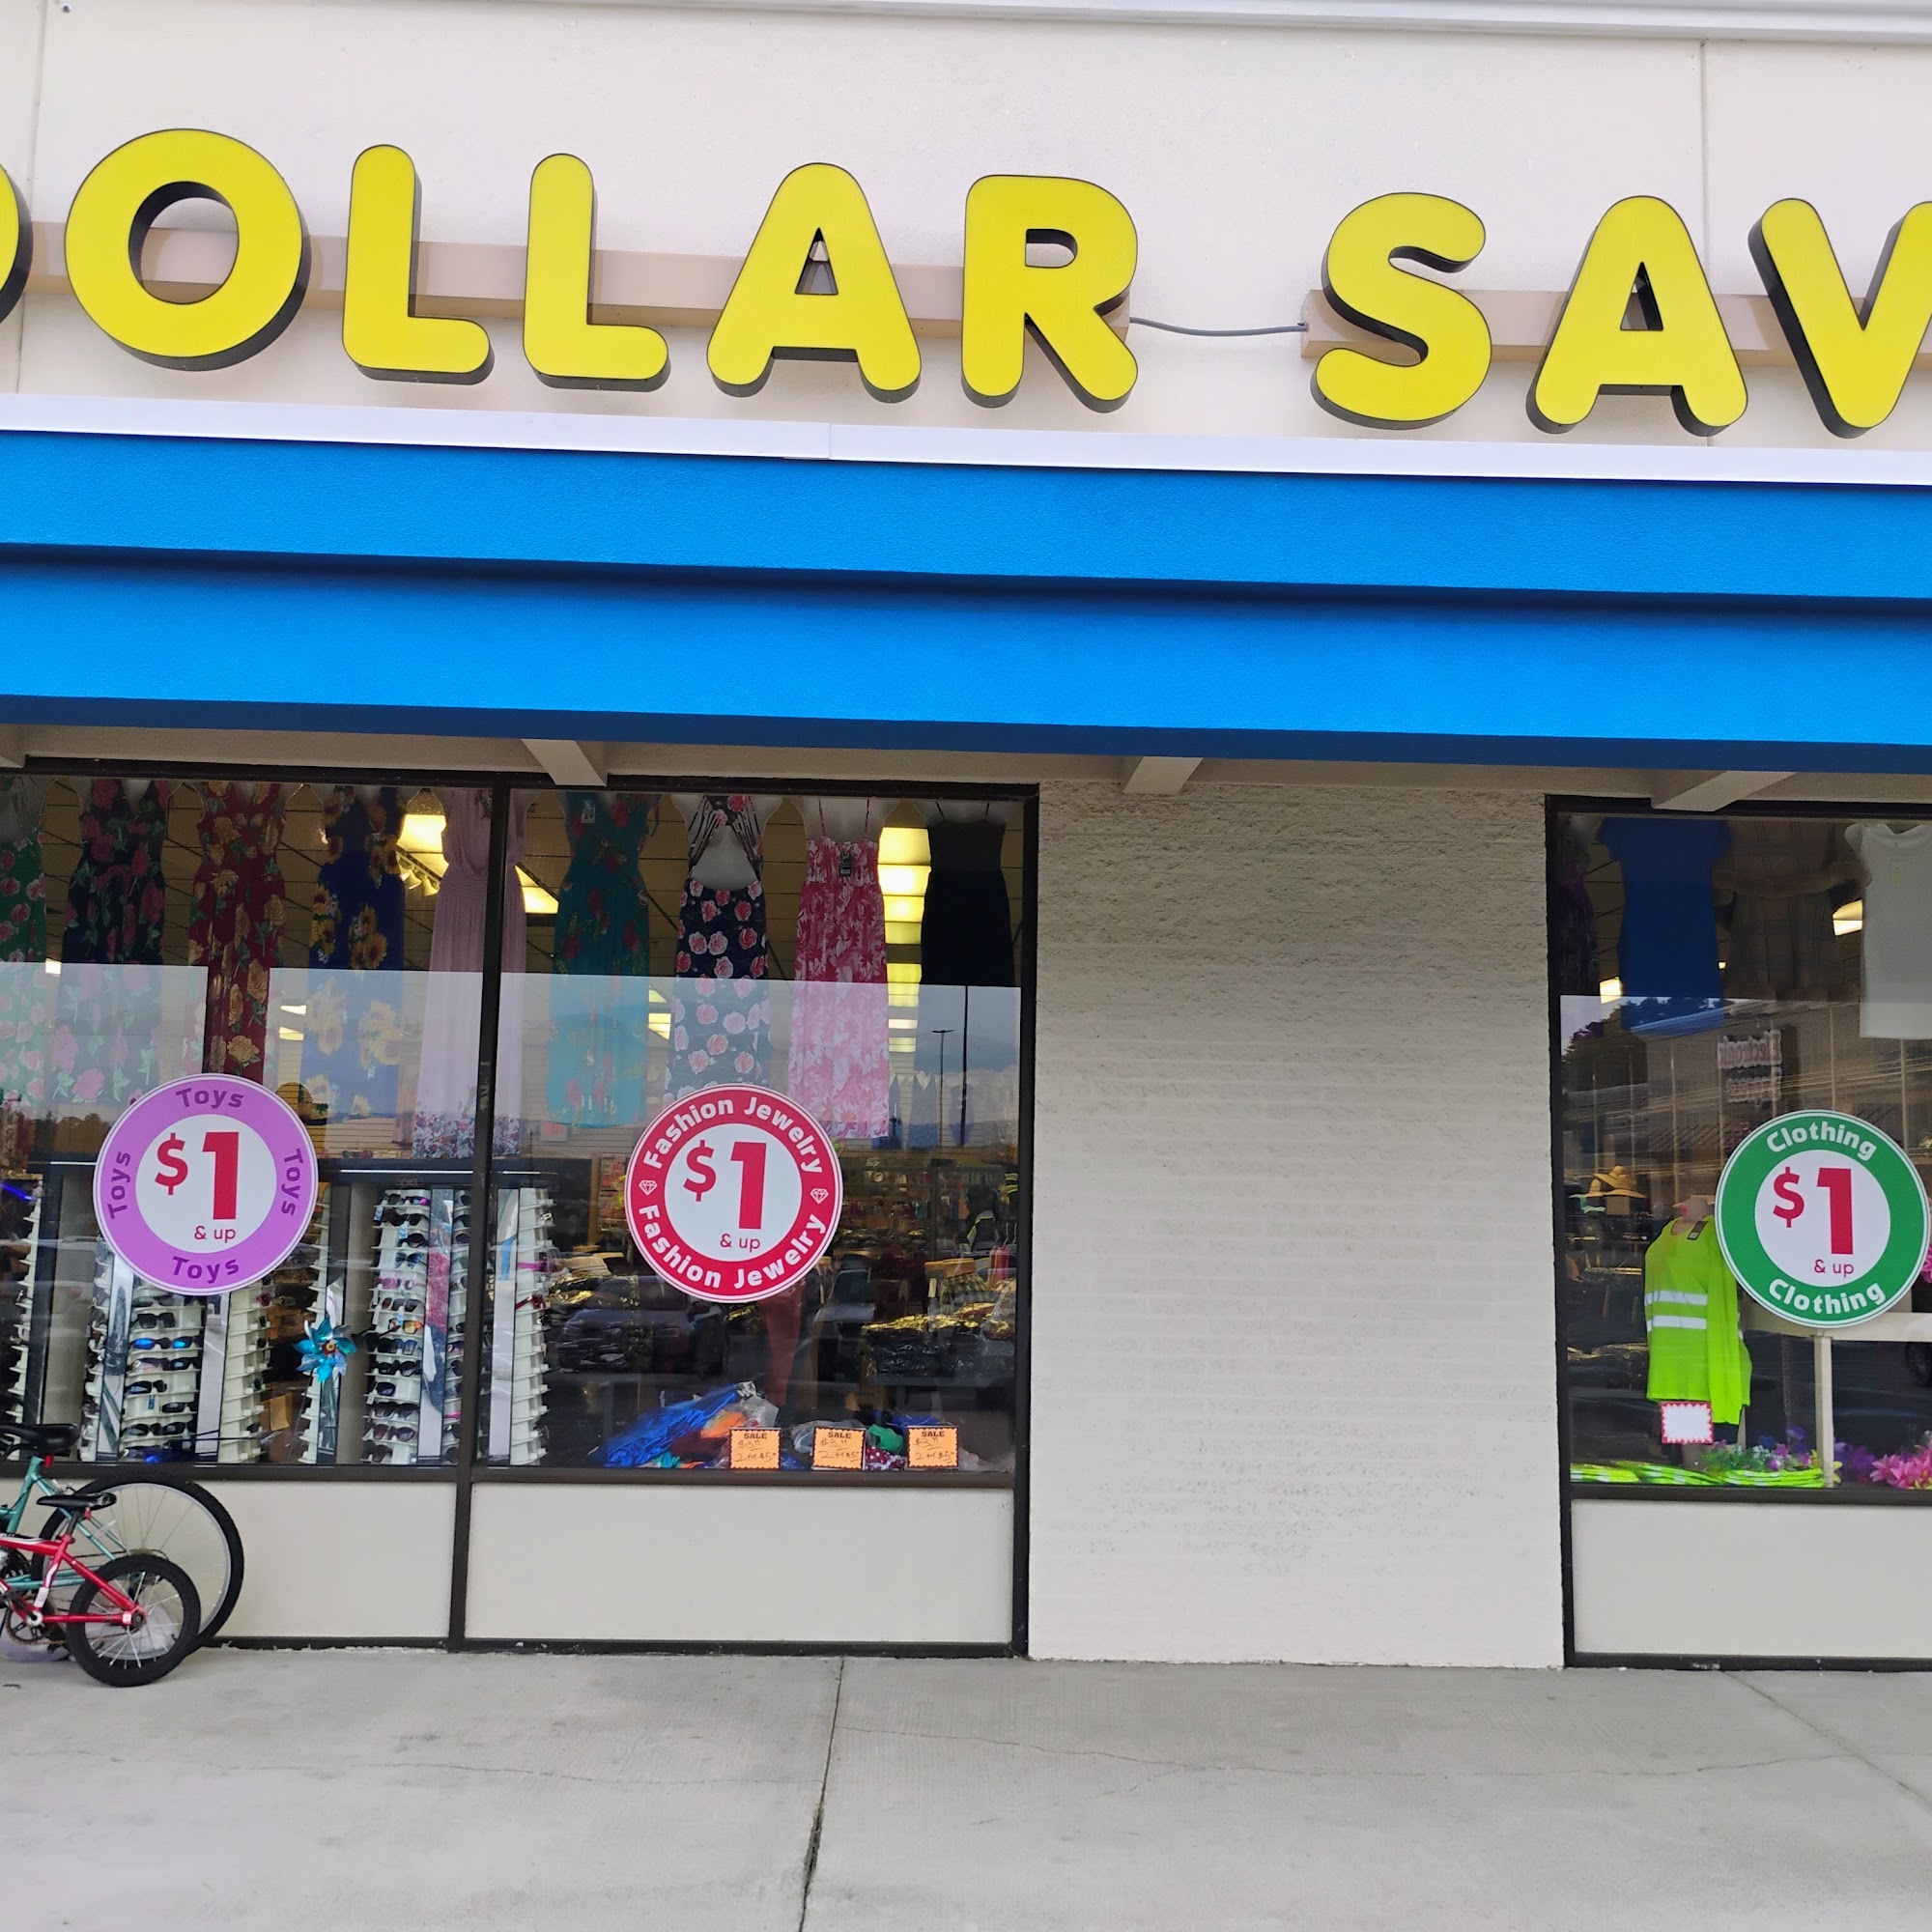 DOLLAR SAV
Toys
Toys
Toys
$1
& up
Toys
Fashion Jewelry
$1
& up
Fashion Jewelry
Clothing
$1
& up
Clothing
SALE
SALE
SALE